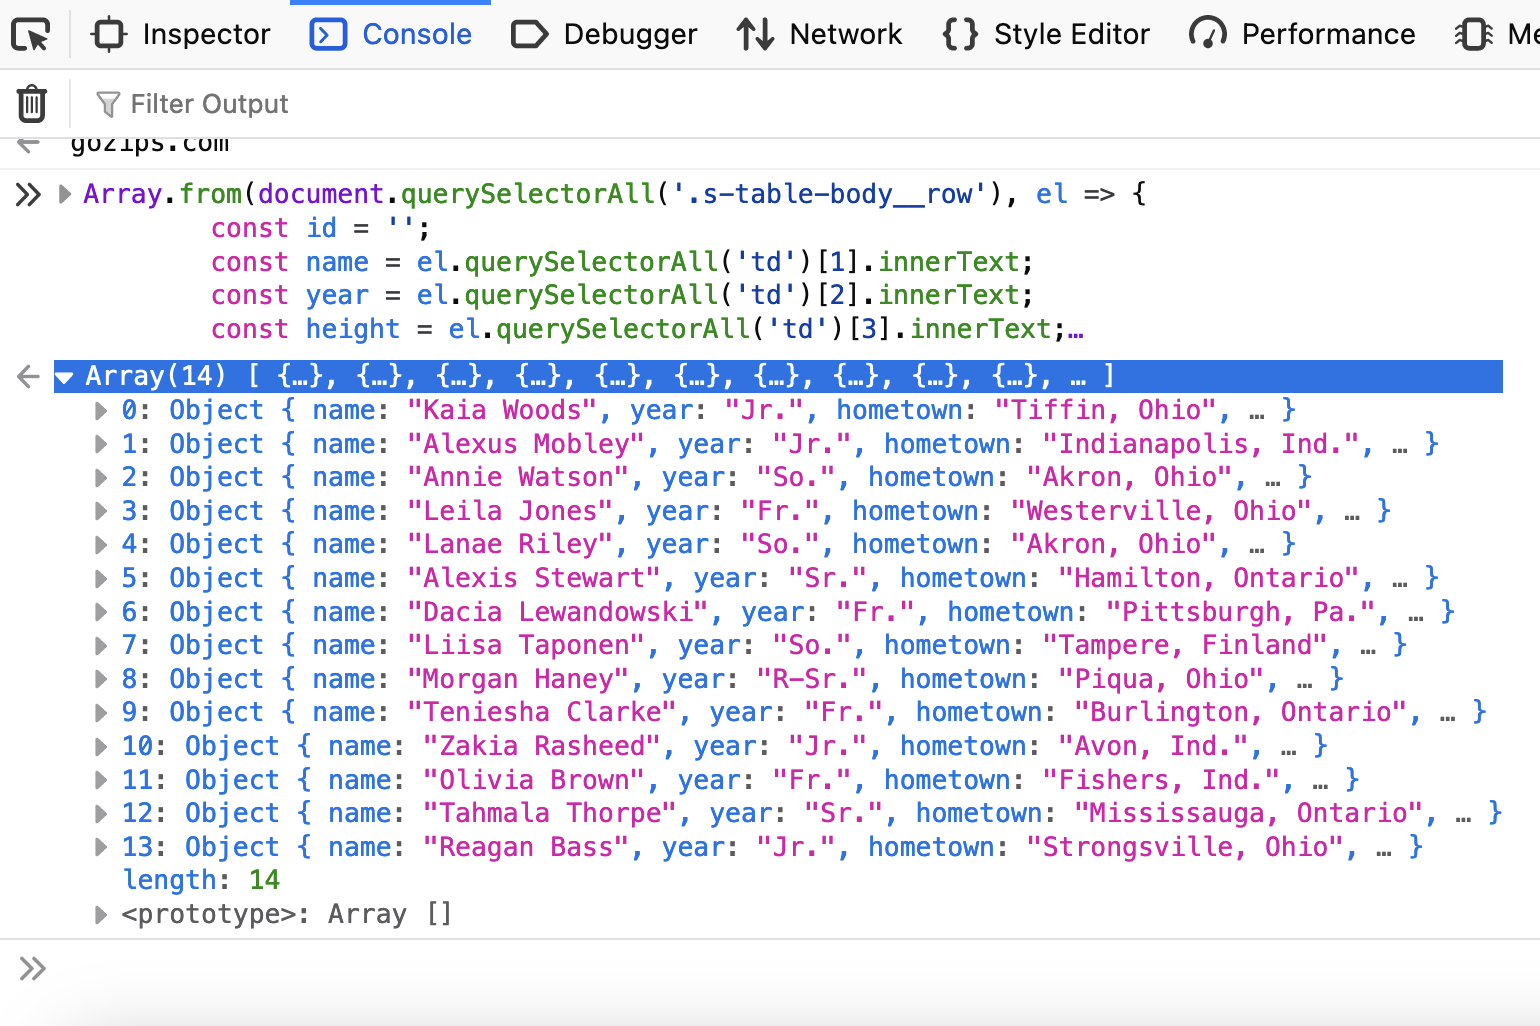 Inspector Console Debugger Network Style Editor Performance Me
Filter Output
gozips.com
Array.from(document.querySelectorAll('.s-table-body__row'), el => {
const id = '';
const name = el.querySelectorAll('td')[1].innerText;
const year = el.querySelectorAll('td')[2].innerText;
const height = el.querySelectorAll('td')[3].innerText;…
Array(14) [ {…}, {…}, {…}, {…}, {…}, {…}, {…}, {…}, {…}, {…}, … ]
0: Object { name: "Kaia Woods", year: "Jr.", hometown: "Tiffin, Ohio", … }
1: Object { name: "Alexus Mobley", year: "Jr.", hometown: "Indianapolis, Ind.", … }
2: Object { name: "Annie Watson", year: "So.", hometown: "Akron, Ohio", … }
3: Object { name: "Leila Jones", year: "Fr.", hometown: "Westerville, Ohio", … }
4: Object { name: "Lanae Riley", year: "So.", hometown: "Akron, Ohio", … }
5: Object { name: "Alexis Stewart", year: "Sr.", hometown: "Hamilton, Ontario", … }
6: Object { name: "Dacia Lewandowski", year: "Fr.", hometown: "Pittsburgh, Pa.", … }
7: Object { name: "Liisa Taponen", year: "So.", hometown: "Tampere, Finland", … }
8: Object { name: "Morgan Haney", year: "R-Sr.", hometown: "Piqua, Ohio", … }
9: Object { name: "Teniesha Clarke", year: "Fr.", hometown: "Burlington, Ontario", … }
10: Object { name: "Zakia Rasheed", year: "Jr.", hometown: "Avon, Ind.", … }
11: Object { name: "Olivia Brown", year: "Fr.", hometown: "Fishers, Ind.", … }
12: Object { name: "Tahmala Thorpe", year: "Sr.", hometown: "Mississauga, Ontario", … }
13: Object { name: "Reagan Bass", year: "Jr.", hometown: "Strongsville, Ohio", … }
length: 14
<prototype>: Array []